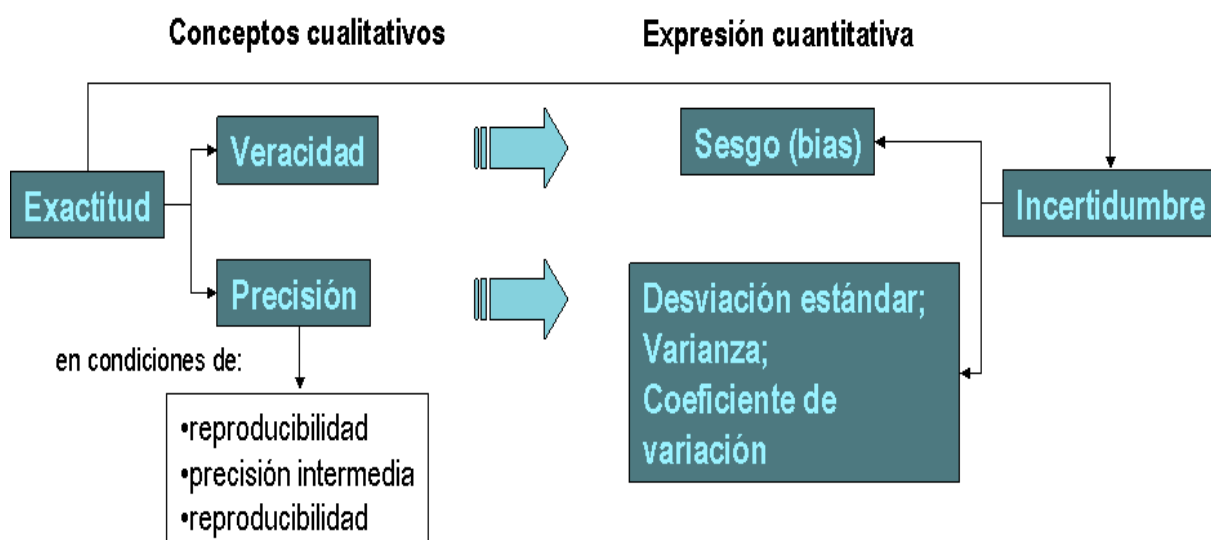 Conceptos cualitativos
Expresión cuantitativa
Veracidad
Sesgo (bias)
Exactitud
Incertidumbre
Precisión
Desviación estándar;
Varianza;
Coeficiente de
variación
en condiciones de:
•reproducibilidad
•precisión intermedia
•reproducibilidad